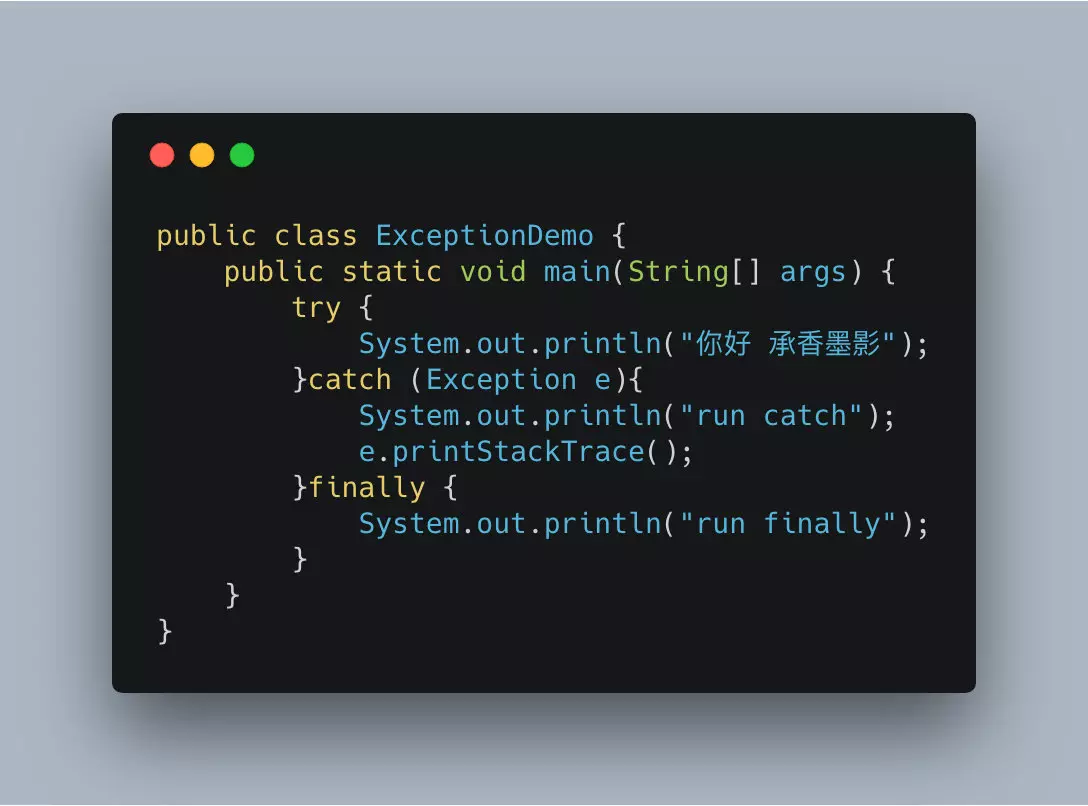 public class ExceptionDemo {
    public static void main(String[] args) {
        try {
            System.out.println("你好 承香墨影");
        }catch (Exception e){
            System.out.println("run catch");
            e.printStackTrace();
        }finally {
            System.out.println("run finally");
        }
    }
}